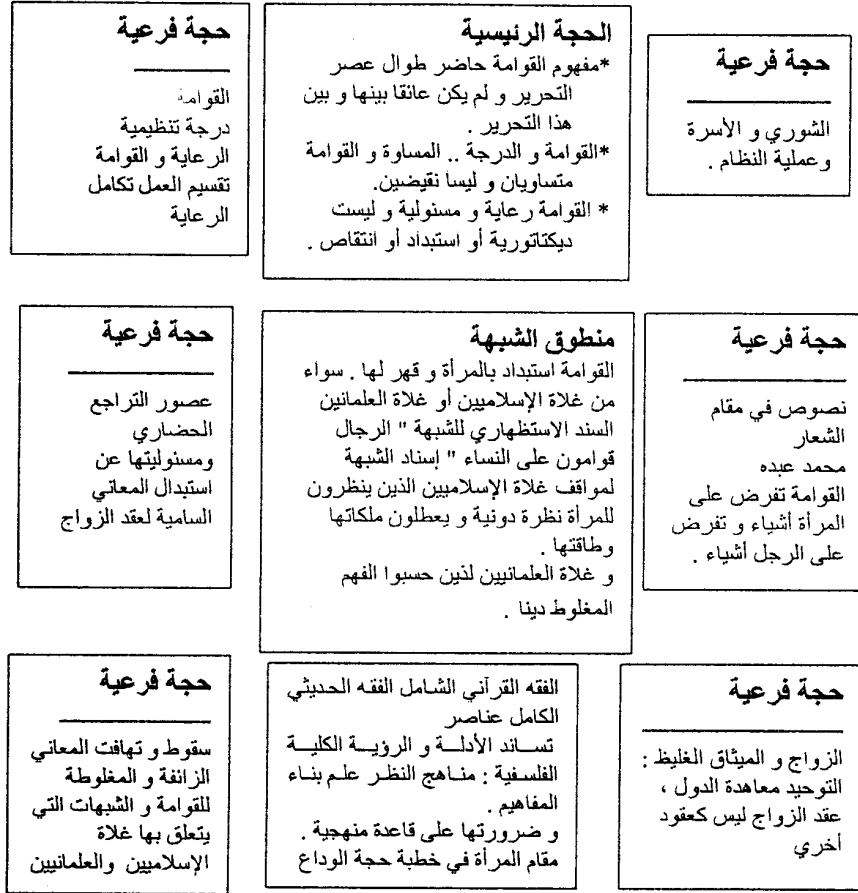 حجة فرعية
الشوري و الأسرة
وعملية النظام .
الحجة الرئيسية
*مفهوم القوامة حاضر طوال عصر
التحرير و لم يكن عائقا بينها و بين
هذا التحرير .
*القوامة و الدرجة .. المساوة و القوامة
متساويان و ليسا نقيضين.
* القوامة رعاية و مسئولية و ليست
ديكتاتورية أو استبداد أو انتقاص .
حجة فرعية
القوامة
درجة تنظيمية
الرعاية و القوامة
تقسيم العمل تكامل
الرعاية
حجة فرعية
نصوص في مقام
الشعار
محمد عبده
القوامة تفرض على
المرأة أشياء و تفرض
على الرجل أشياء .
منطوق الشبهة
القوامة استبداد بالمرأة و قهر لها . سواء
من غلاة الإسلاميين أو غلاة العلمانين
السند الاستظهاري للشبهة " الرجال
قوامون على النساء " إسناد الشبهة
لمواقف غلاة الإسلاميين الذين ينظرون
للمرأة نظرة دونية و يعطلون ملكاتها
وطاقتها .
و غلاة العلمانيين لذين حسبوا الفهم
المغلوط دينا .
حجة فرعية
عصور التراجع
الحضاري
ومسئوليتها عن
استبدال المعاني
السامية لعقد الزواج
حجة فرعية
الزواج و الميثاق الغليظ :
التوحيد معاهدة الدول ،
عقد الزواج ليس كعقود
أخري
الفقه القرآني الشامل الفقه الحديثي
الكامل عناصر
تساند الأدلة و الرؤية الكلية
الفلسفية : مناهج النظر علم بناء
المفاهيم .
و ضرورتها على قاعدة منهجية .
مقام المرأة في خطبة حجة الوداع
حجة فرعية
سقوط و تهافت المعاني
الزائفة و المغلوطة
للقوامة و الشبهات التي
يتعلق بها غلاة
الإسلاميين والعلمانيين